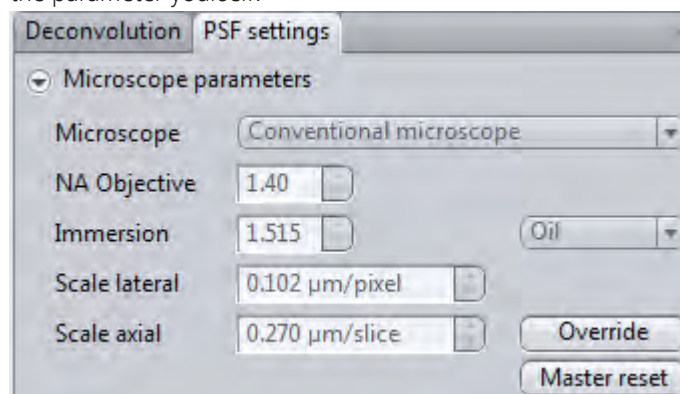 the parameter yourself.
Deconvolution PSF settings
Microscope parameters
Microscope Conventional microscope
NA Objective 1.40
Immersion 1.515 Oil
Scale lateral 0.102 µm/pixel
Scale axial 0.270 µm/slice Override
Master reset